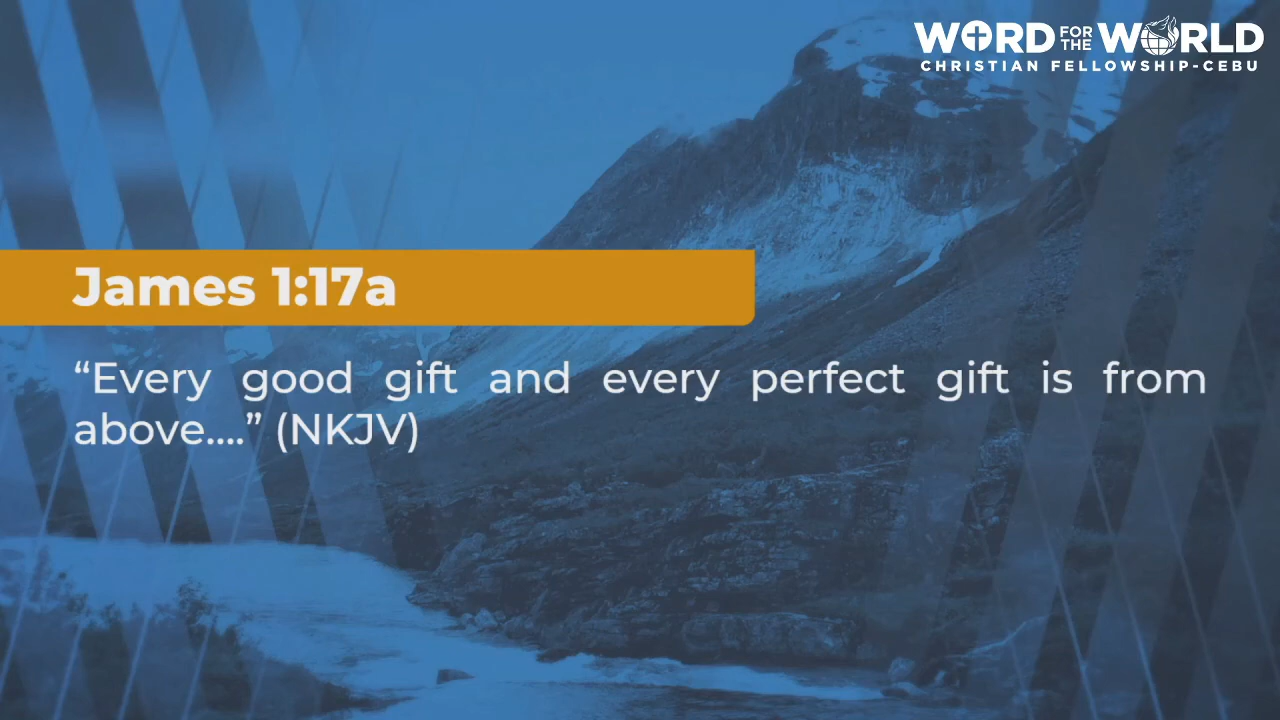 WORD FOR THE WORLD
CHRISTIAN FELLOWSHIP-CEBU
James 1:17a
“Every good gift and every perfect gift is from
above....” (NKJV)